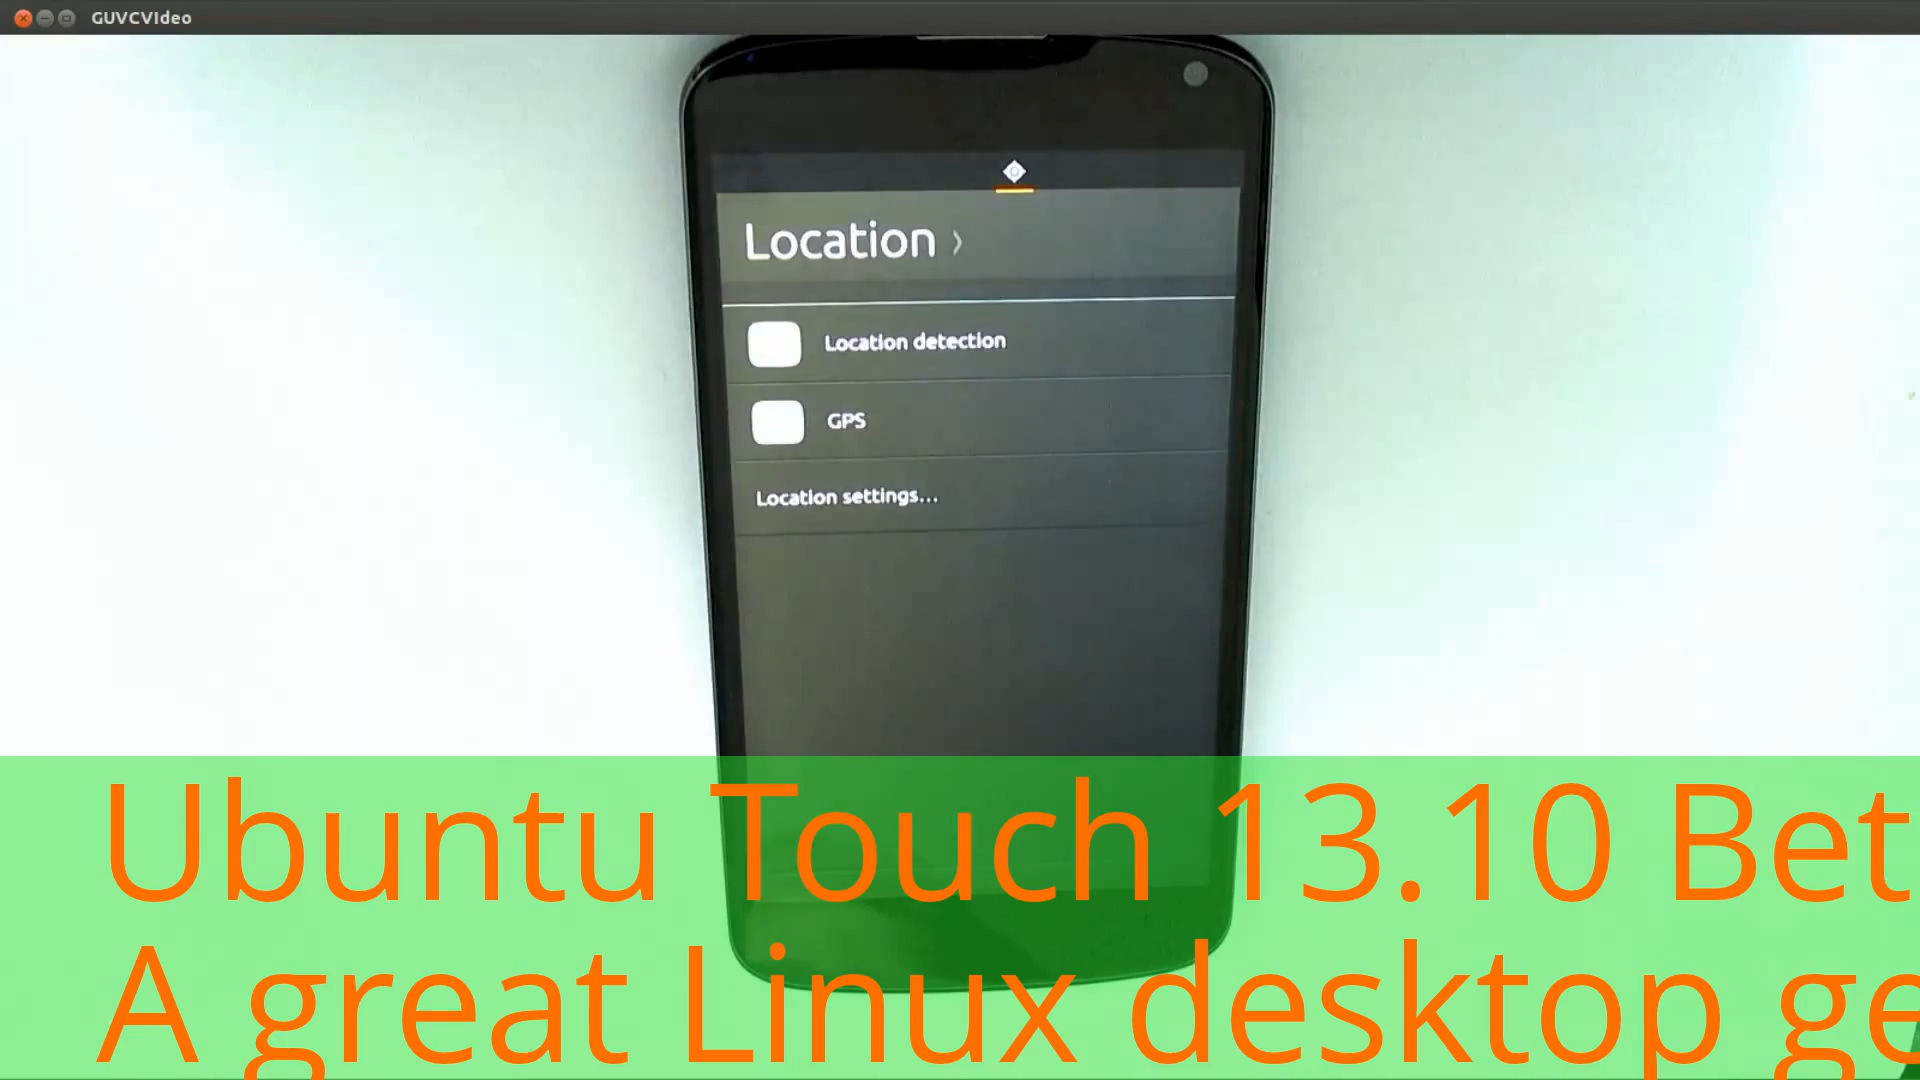 GUVCVIdeo
Location ›
Location detection
GPS
Location settings...
Ubuntu Touch 13.10 Bet
A great Linux desktop ge